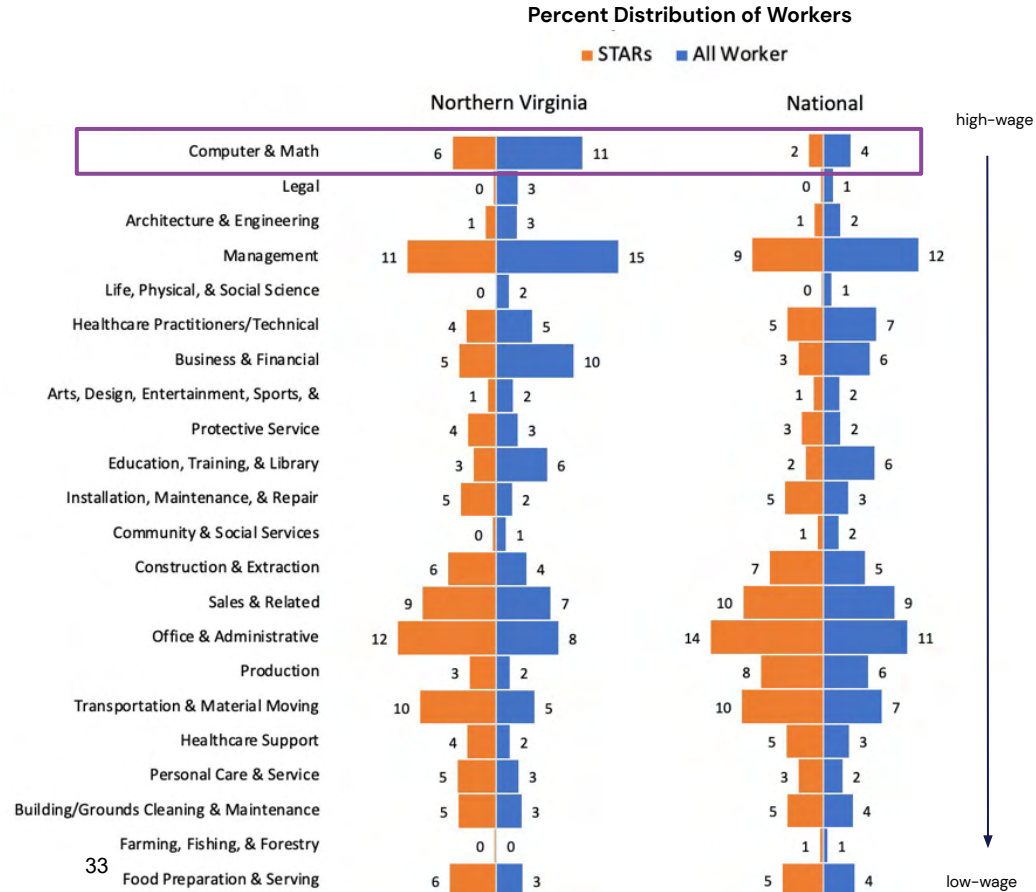 Percent Distribution of Workers
STARs All Worker
Northern Virginia National
high-wage
Computer & Math 6 11 2 4
Legal 0 3 0 1
Architecture & Engineering 1 3 1 2
Management 11 15 9 12
Life, Physical, & Social Science 0 2 0 1
Healthcare Practitioners/Technical 4 5 5 7
Business & Financial 5 10 3 6
Arts, Design, Entertainment, Sports, & 1 2 1 2
Protective Service 4 3 3 2
Education, Training, & Library 3 6 2 6
Installation, Maintenance, & Repair 5 2 5 3
Community & Social Services 0 1 1 2
Construction & Extraction 6 4 7 5
Sales & Related 9 7 10 9
Office & Administrative 12 8 14 11
Production 3 2 8 6
Transportation & Material Moving 10 5 10 7
Healthcare Support 4 2 5 3
Personal Care & Service 5 3 3 2
Building/Grounds Cleaning & Maintenance 5 3 5 4
Farming, Fishing, & Forestry 0 0 1 1
33
Food Preparation & Serving 6 3 5 4
low-wage